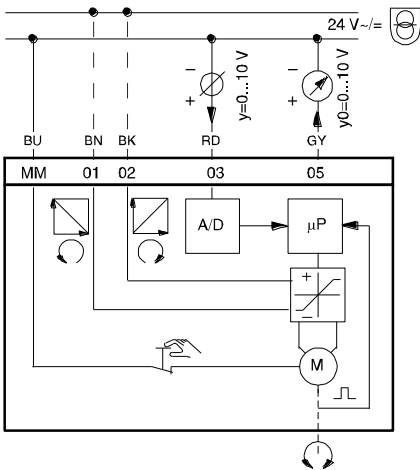 24 V~/=
−
+
y=0...10 V
−
+
y0=0...10 V
BU BN BK RD GY
MM 01 02 03 05
A/D
µP
+
−
M